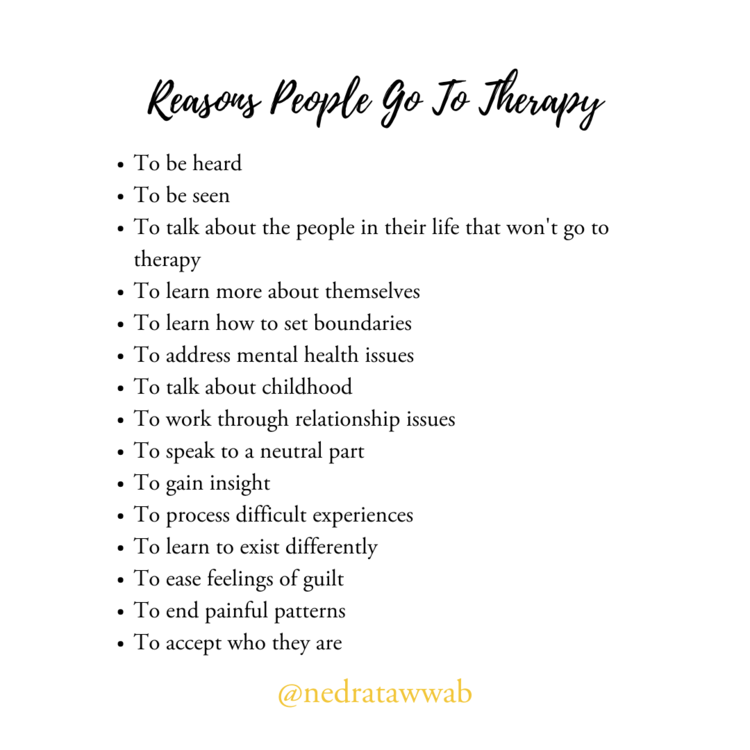 Reasons People Go To Therapy
• To be heard
• To be seen
• To talk about the people in their life that won't go to
therapy
• To learn more about themselves
• To learn how to set boundaries
• To address mental health issues
• To talk about childhood
• To work through relationship issues
• To speak to a neutral part
• To gain insight
• To process difficult experiences
• To learn to exist differently
• To ease feelings of guilt
• To end painful patterns
• To accept who they are
@nedratawwab